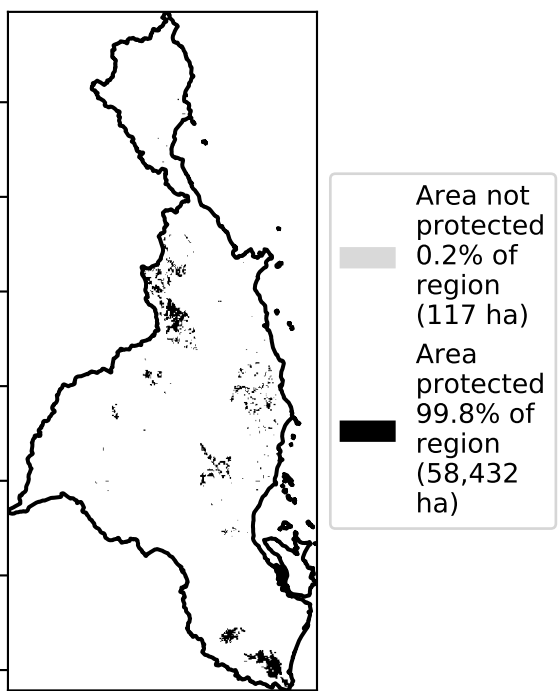 Area not
protected
0.2% of
region
(117 ha)
Area
protected
99.8% of
region
(58,432
ha)